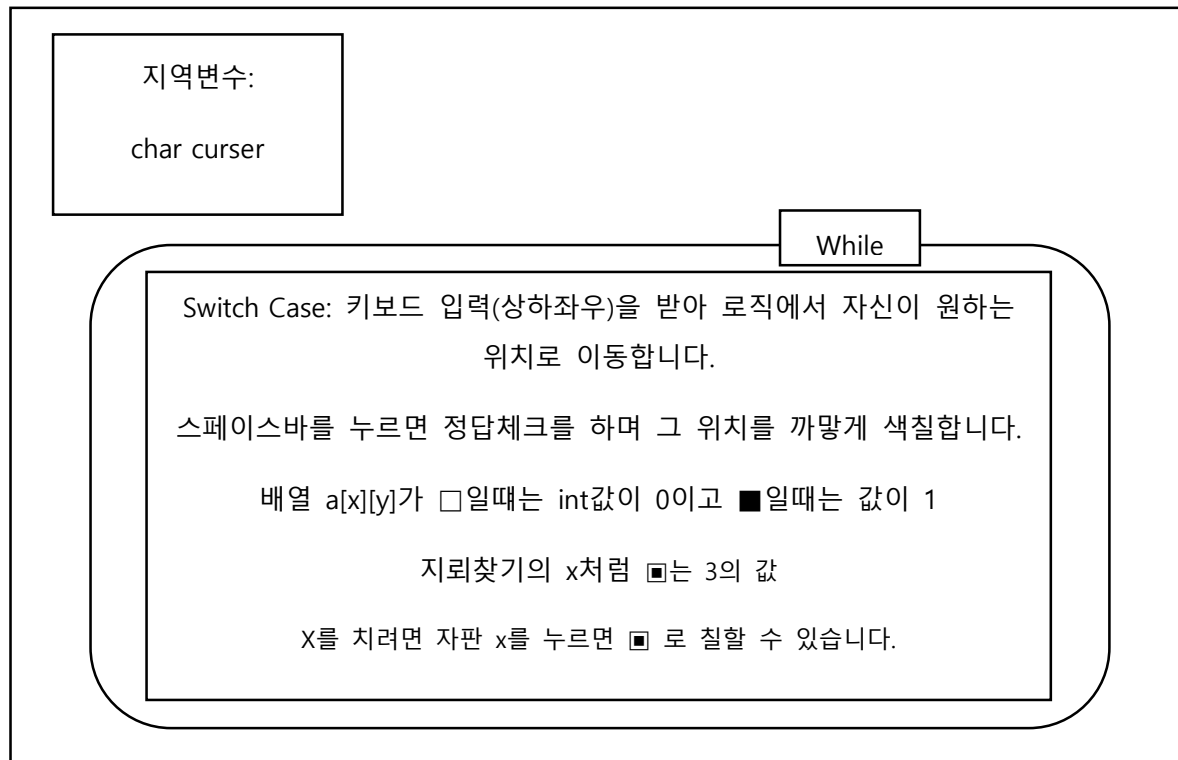 지역변수:
char curser
While
Switch Case: 키보드 입력(상하좌우)을 받아 로직에서 자신이 원하는
위치로 이동합니다.
스페이스바를 누르면 정답체크를 하며 그 위치를 까맣게 색칠합니다.
배열 a[x][y]가 □일떄는 int값이 0이고 ■일때는 값이 1
지뢰찾기의 x처럼 ▣는 3의 값
X를 치려면 자판 x를 누르면 ▣ 로 칠할 수 있습니다.